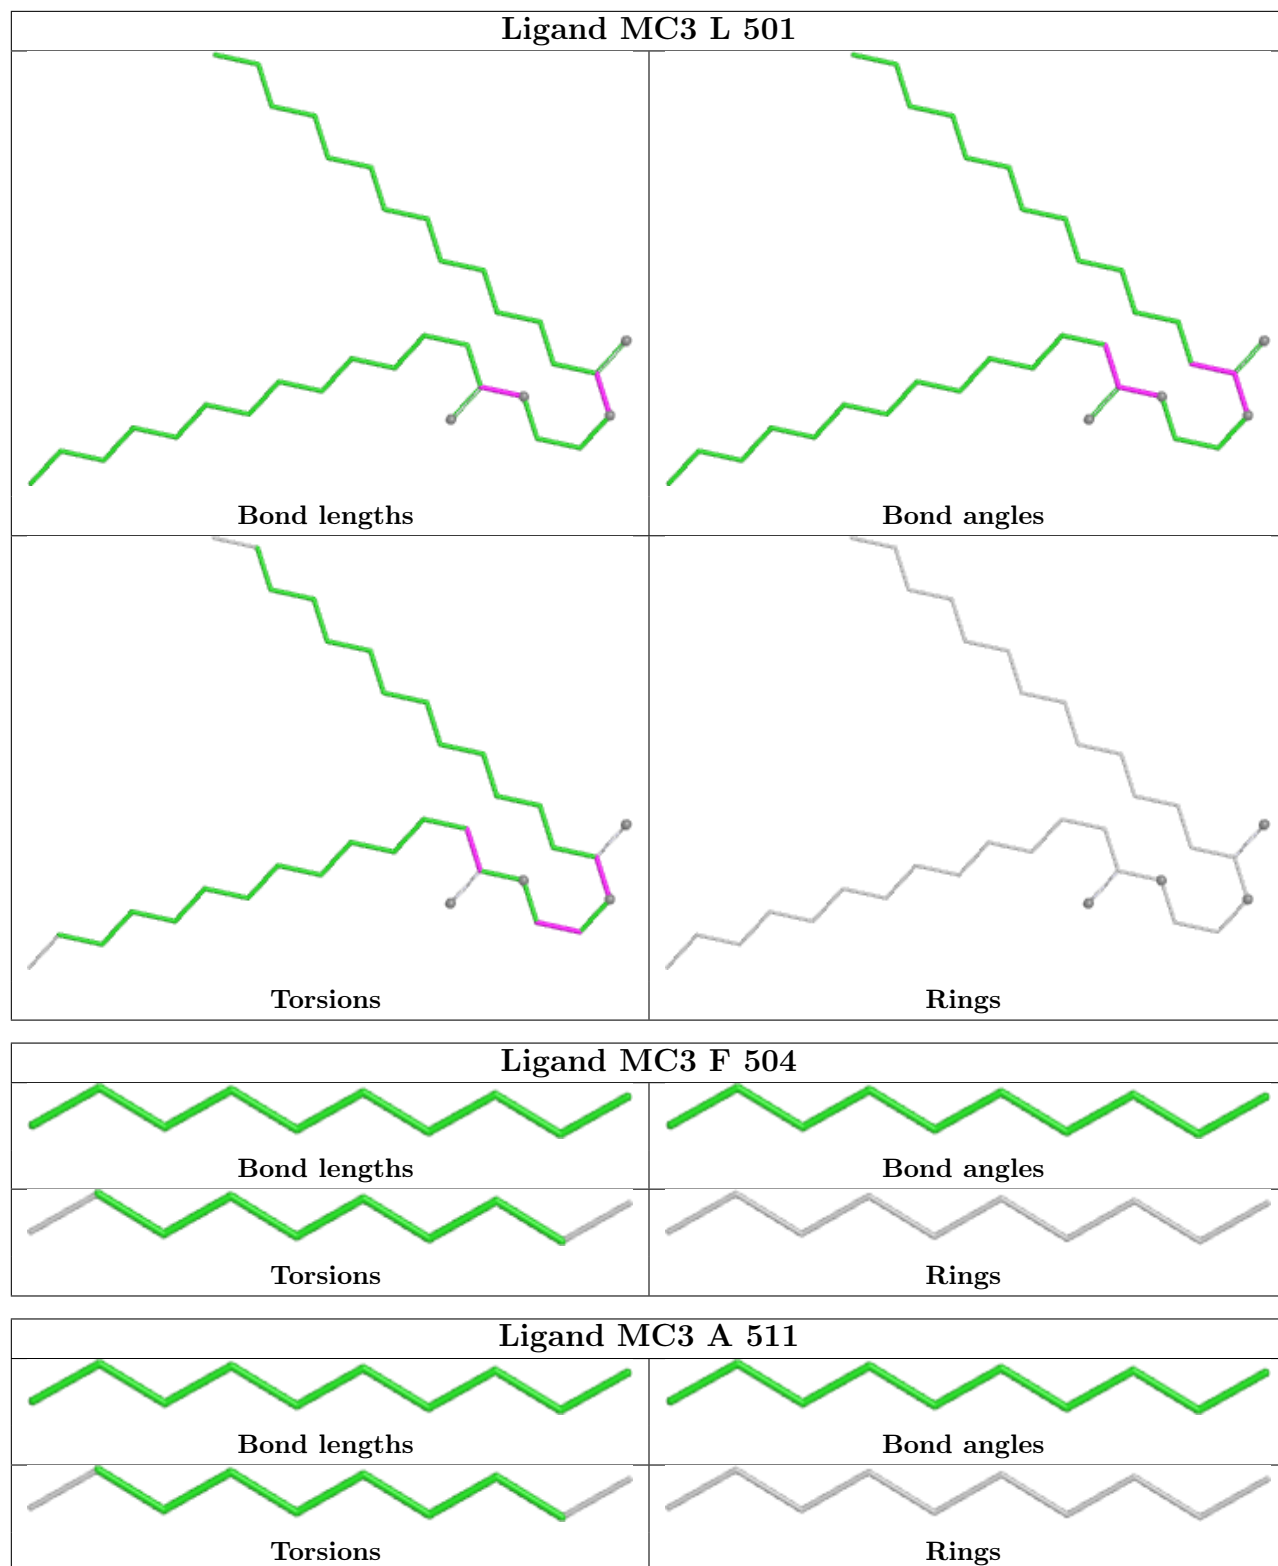 Ligand MC3 L 501
Bond lengths
Bond angles
Torsions
Rings
Ligand MC3 F 504
Bond lengths
Bond angles
Torsions
Rings
Ligand MC3 A 511
Bond lengths
Bond angles
Torsions
Rings